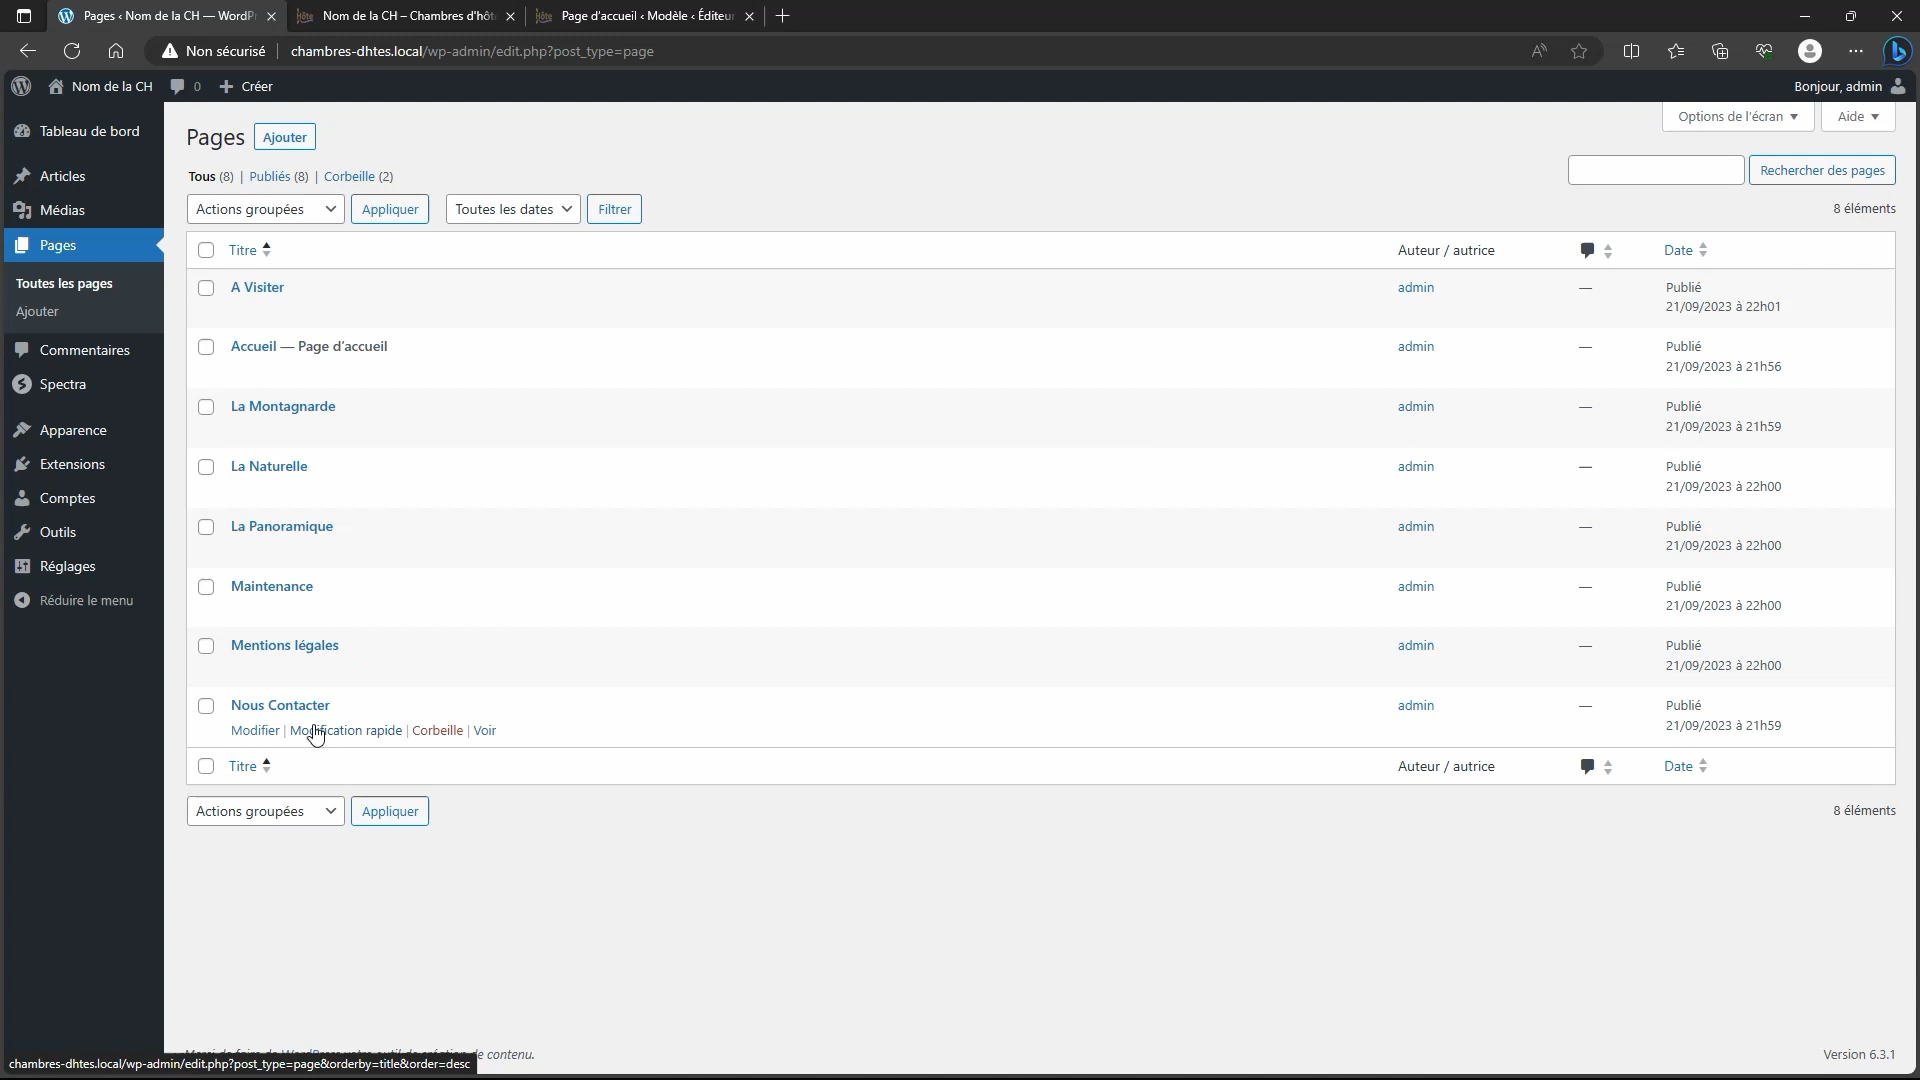 Pages ‹ Nom de la CH — WordP
Nom de la CH – Chambres d'hôt
Page d'accueil ‹ Modèle ‹ Éditeur
Non sécurisé
chambres-dhtes.local/wp-admin/edit.php?post_type=page
Nom de la CH
0
Créer
Bonjour, admin
Tableau de bord
Articles
Médias
Pages
Toutes les pages
Ajouter
Commentaires
Spectra
Apparence
Extensions
Comptes
Outils
Réglages
Réduire le menu
Options de l'écran
Aide
Pages
Ajouter
Tous (8) | Publiés (8) | Corbeille (2)
Rechercher des pages
Actions groupées
Appliquer
Toutes les dates
Filtrer
8 éléments
Titre
Auteur / autrice
Date
A Visiter
admin
—
Publié
21/09/2023 à 22h01
Accueil — Page d'accueil
admin
—
Publié
21/09/2023 à 21h56
La Montagnarde
admin
—
Publié
21/09/2023 à 21h59
La Naturelle
admin
—
Publié
21/09/2023 à 22h00
La Panoramique
admin
—
Publié
21/09/2023 à 22h00
Maintenance
admin
—
Publié
21/09/2023 à 22h00
Mentions légales
admin
—
Publié
21/09/2023 à 22h00
Nous Contacter
Modifier | Modification rapide | Corbeille | Voir
admin
—
Publié
21/09/2023 à 21h59
Titre
Auteur / autrice
Date
Actions groupées
Appliquer
8 éléments
contenu.
Version 6.3.1
chambres-dhtes.local/wp-admin/edit.php?post_type=page&orderby=title&order=desc